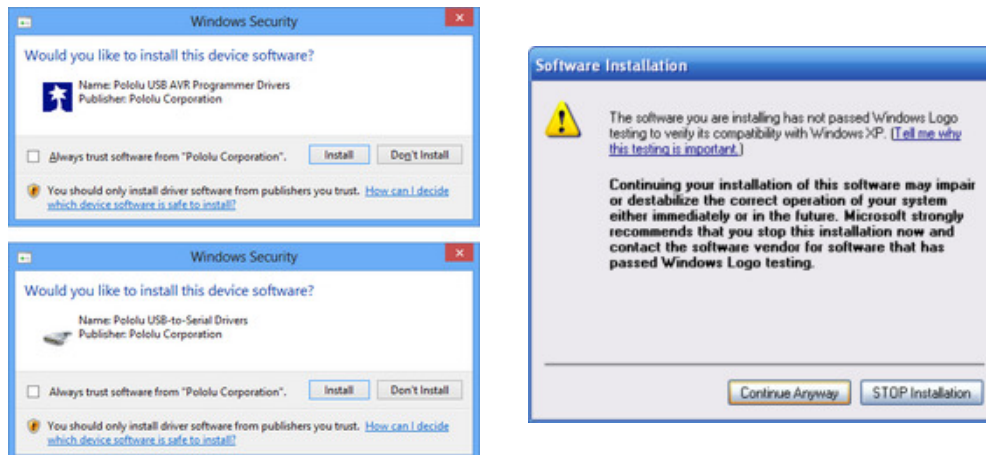 Windows Security
Would you like to install this device software?
Name: Pololu USB AVR Programmer Drivers
Publisher: Pololu Corporation
Always trust software from "Pololu Corporation".
Install
Don't Install
You should only install driver software from publishers you trust. How can I decide
which device software is safe to install?
Windows Security
Would you like to install this device software?
Name: Pololu USB-to-Serial Drivers
Publisher: Pololu Corporation
Always trust software from "Pololu Corporation".
Install
Don't Install
You should only install driver software from publishers you trust. How can I decide
which device software is safe to install?
Software Installation
The software you are installing has not passed Windows Logo
testing to verify its compatibility with Windows XP. (Tell me why
this testing is important.)
Continuing your installation of this software may impair
or destabilize the correct operation of your system
either immediately or in the future. Microsoft strongly
recommends that you stop this installation now and
contact the software vendor for software that has
passed Windows Logo testing.
Continue Anyway
STOP Installation